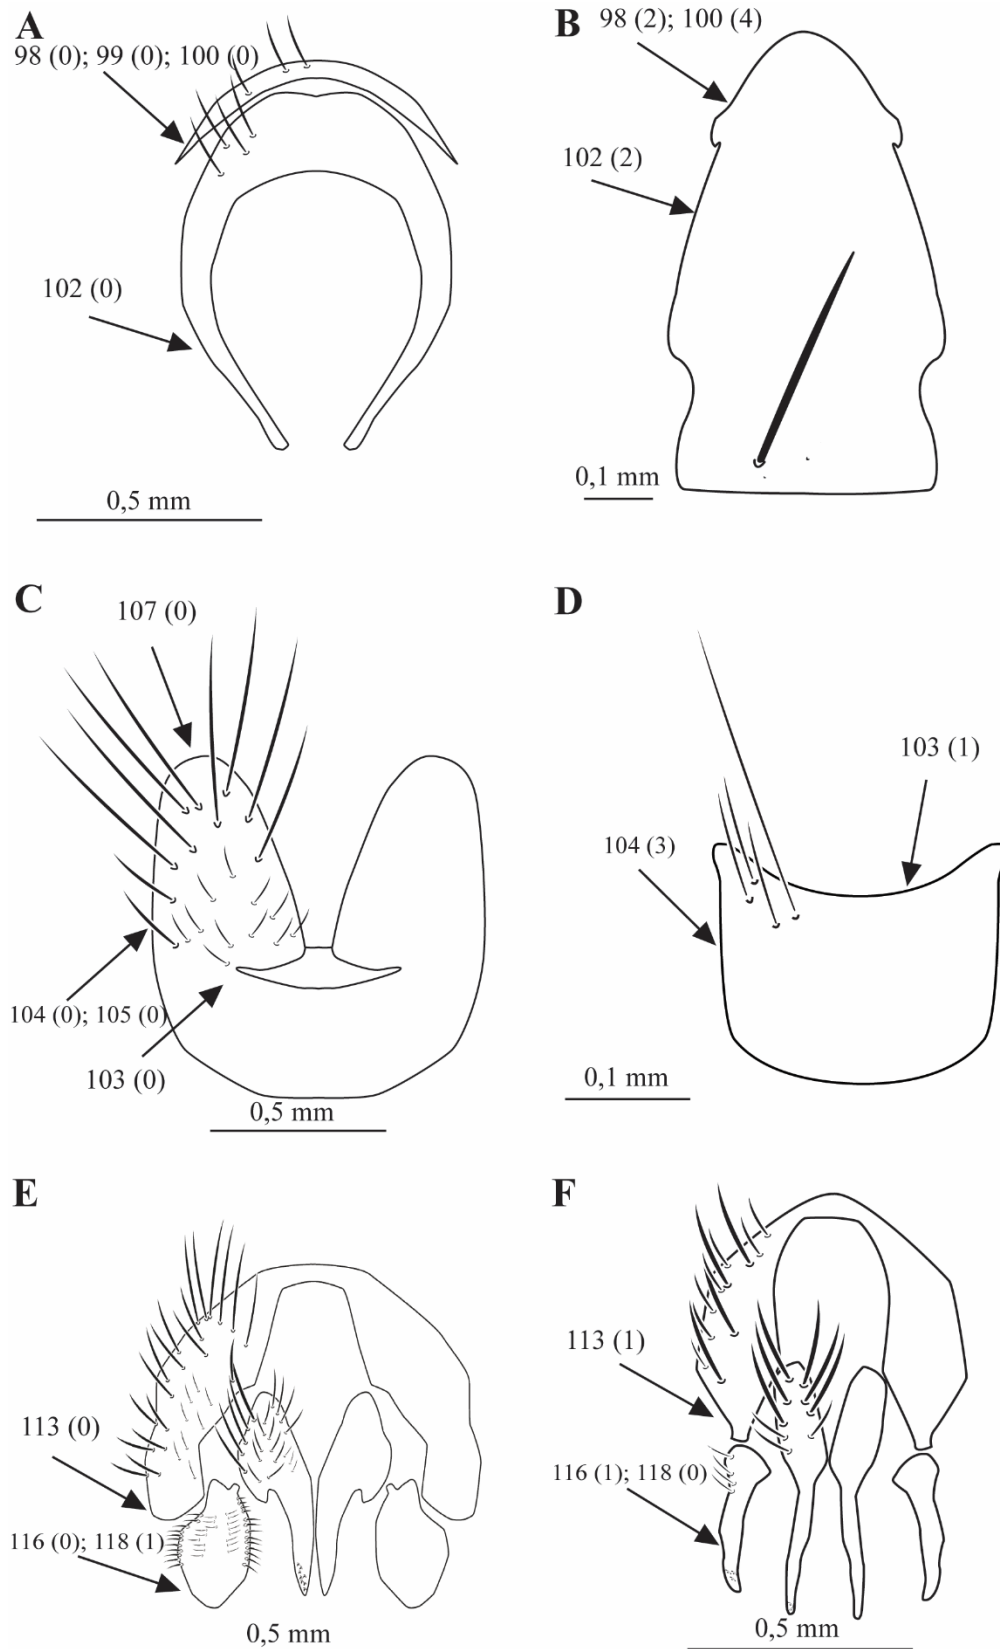 A
98 (0); 99 (0); 100 (0)
102 (0)
0,5 mm
B
98 (2); 100 (4)
102 (2)
0,1 mm
C
107 (0)
104 (0); 105 (0)
103 (0)
0,5 mm
D
103 (1)
104 (3)
0,1 mm
E
113 (0)
116 (0); 118 (1)
0,5 mm
F
113 (1)
116 (1); 118 (0)
0,5 mm